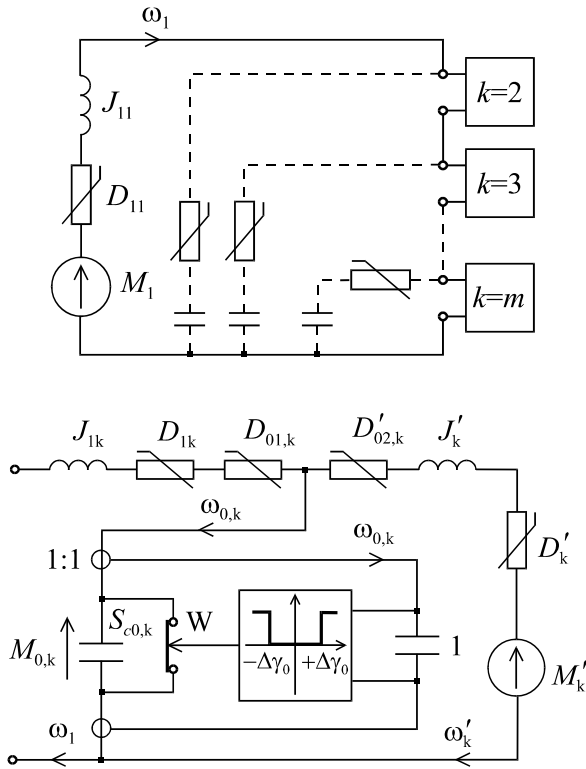 ω₁
J₁₁
k=2
k=3
D₁₁
M₁
k=m
J₁ₖ D₁ₖ D₀₁,ₖ D′₀₂,ₖ J′ₖ
ω₀,ₖ
ω₀,ₖ
1:1
D′ₖ
S_c0,k W
M₀,ₖ
−Δγ₀ +Δγ₀
1
M′ₖ
ω₁ ω′ₖ